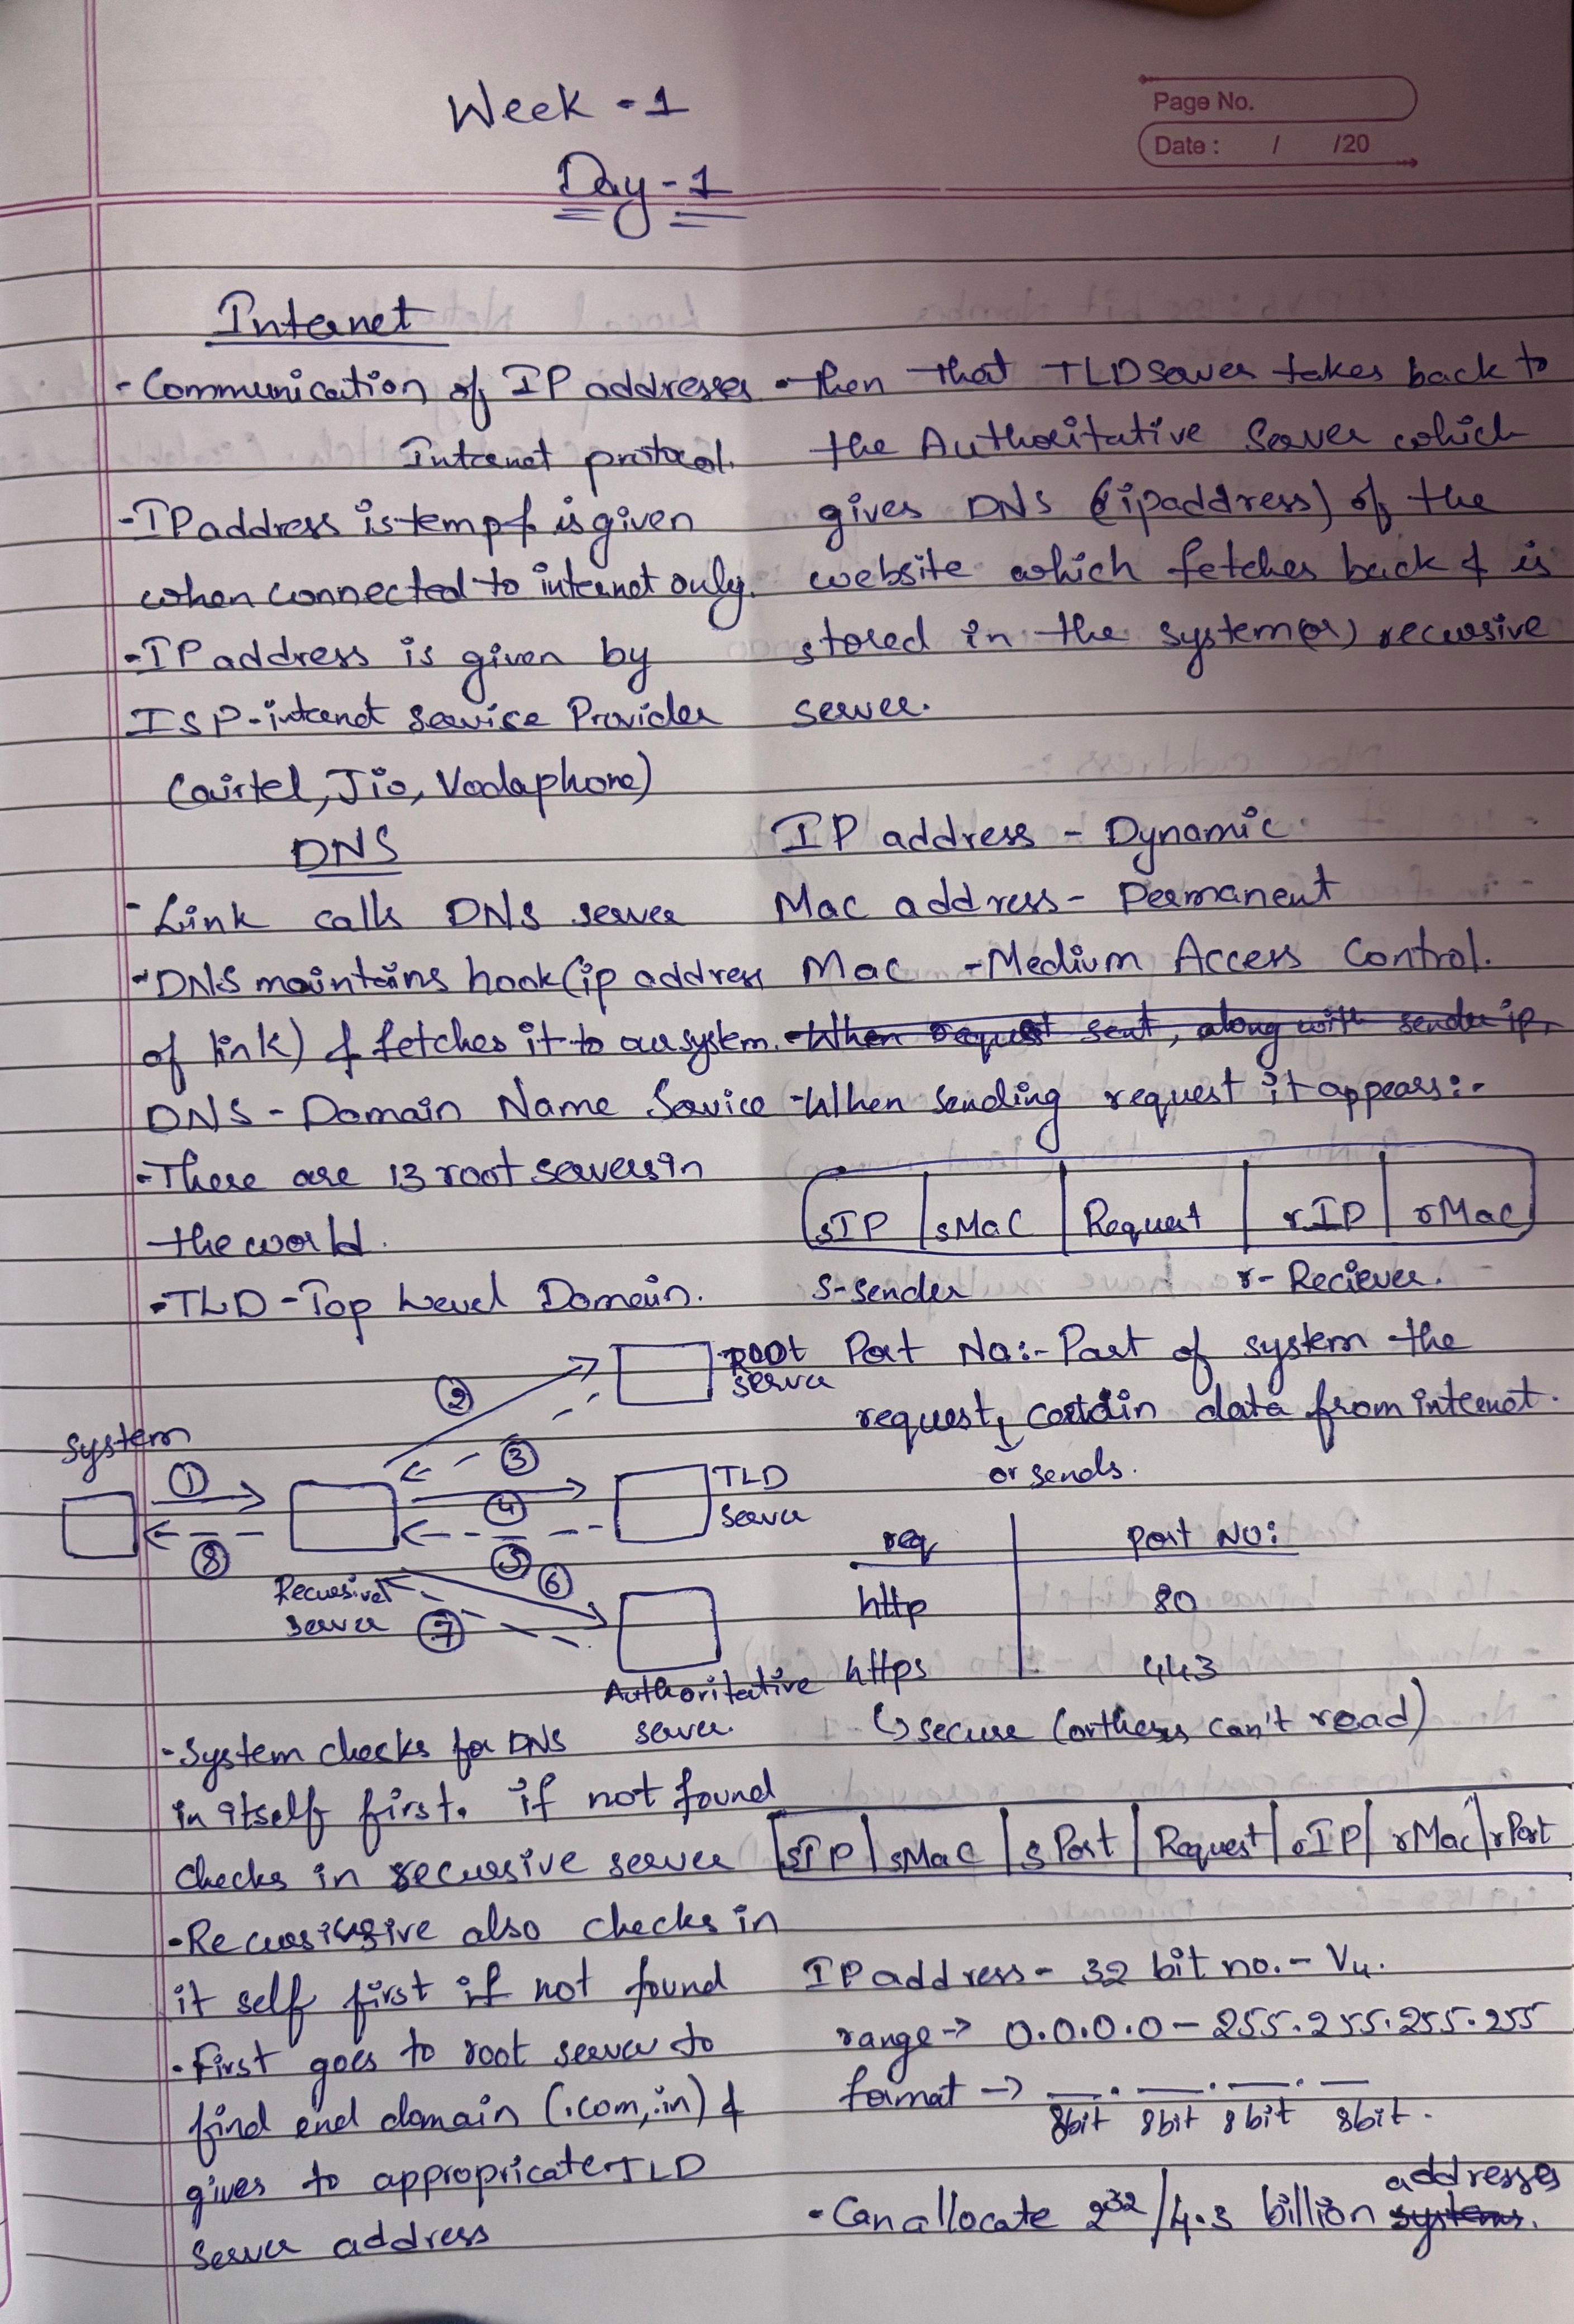 Page No.
Date : / /20
Week - 1
Day - 1
Internet
- Communication of IP addresses
Internet protocol.
- IP address is temp & is given
when connected to internet only.
- IP address is given by
ISP - internet service Provider
(airtel, Jio, Vodaphone)
DNS
- Link calls DNS server
- DNS maintains book (ip address
of link) & fetches it to our system.
DNS - Domain Name Service
- There are 13 root servers in
the world.
- TLD - Top Level Domain.
root
server
System
TLD
server
Recursivel
server
Authoritative
server.
1
2
3
4
5
6
7
8
- System checks for DNS
in itself first. if not found
checks in recursive server
- Recursive also checks in
it self first if not found
- First goes to root server to
find end domain (.com, .in) &
gives to appropricate TLD
server address
- then that TLD server takes back to
the Authoritative Server which
gives DNS (ipaddress) of the
website which fetches back & is
stored in the system (or) recursive
server.
IP address - Dynamic.
Mac address - Permanent
Mac - Medium Access Control.
- When request sent, along with sender ip,
- When sending request it appears :-
sIP | sMaC | Request | rIP | rMac
S - sender r - Reciever.
Port No :- Part of system the
request, certain data from internet.
or sends.
req port NO:
http 80
https 443
↳ secure (orthers can't read)
sIP | sMaC | sPort | Request | rIP | rMac | rPort
IP address - 32 bit no. - V4.
range → 0.0.0.0 - 255.255.255.255
format → __ . __ . __ . __
8bit 8bit 8bit 8bit.
- Can allocate 2³²/4.3 billion systems. addresses